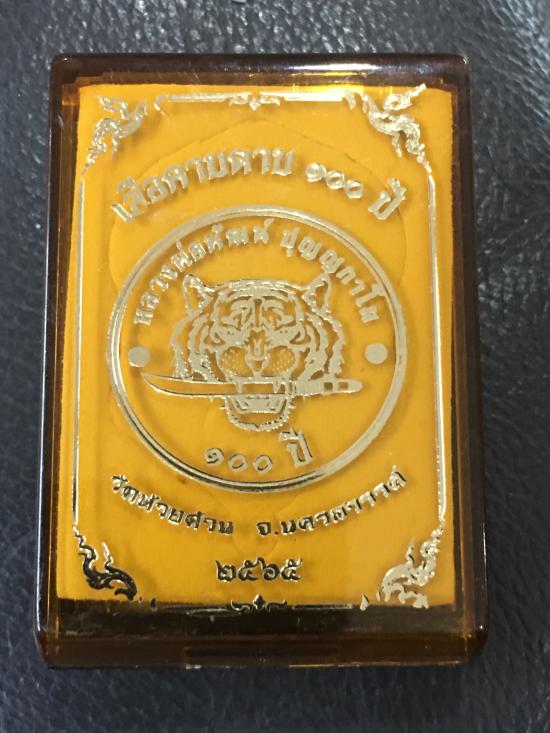 เสือคาบดาบ ๑๐๐ ปี
หลวงพ่อพัฒน์ ปุญญกาโม
๑๐๐ ปี
วัดห้วยด้วน จ.นครสวรรค์
๒๕๖๕